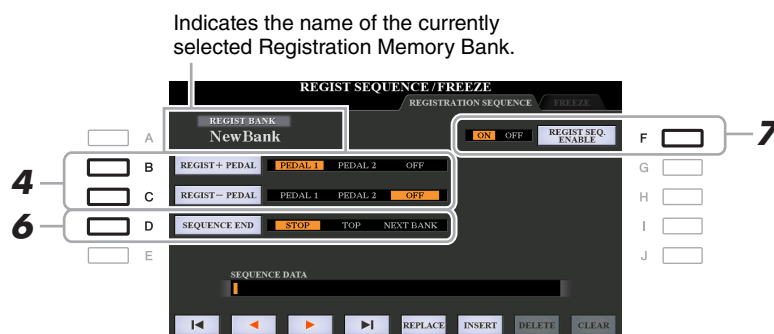 Indicates the name of the currently
selected Registration Memory Bank.
REGIST SEQUENCE/FREEZE
REGISTRATION SEQUENCE FREEZE
REGIST BANK
NewBank
ON OFF REGIST SEQ. ENABLE
A
F
7
4
B
REGIST+ PEDAL PEDAL 1 PEDAL 2 OFF
G
C
REGIST− PEDAL PEDAL 1 PEDAL 2 OFF
H
6
D
SEQUENCE END STOP TOP NEXT BANK
I
E
J
SEQUENCE DATA
REPLACE INSERT DELETE CLEAR